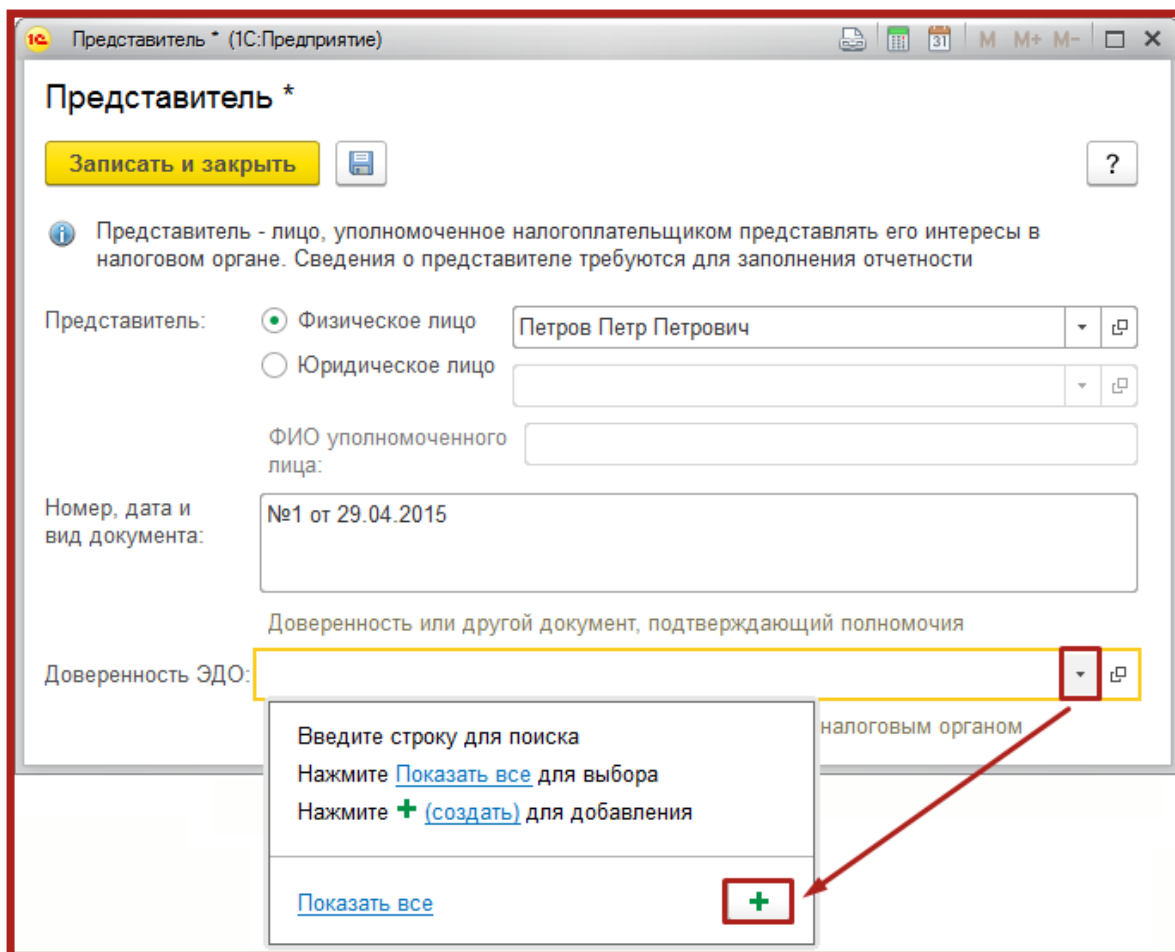 1С Представитель * (1С:Предприятие) 31 M M+ M-
Представитель *
Записать и закрыть ?
Представитель - лицо, уполномоченное налогоплательщиком представлять его интересы в
налоговом органе. Сведения о представителе требуются для заполнения отчетности
Представитель: Физическое лицо Петров Петр Петрович
Юридическое лицо
ФИО уполномоченного
лица:
Номер, дата и
вид документа:
№1 от 29.04.2015
Доверенность или другой документ, подтверждающий полномочия
Доверенность ЭДО:
налоговым органом
Введите строку для поиска
Нажмите Показать все для выбора
Нажмите + (создать) для добавления
Показать все +